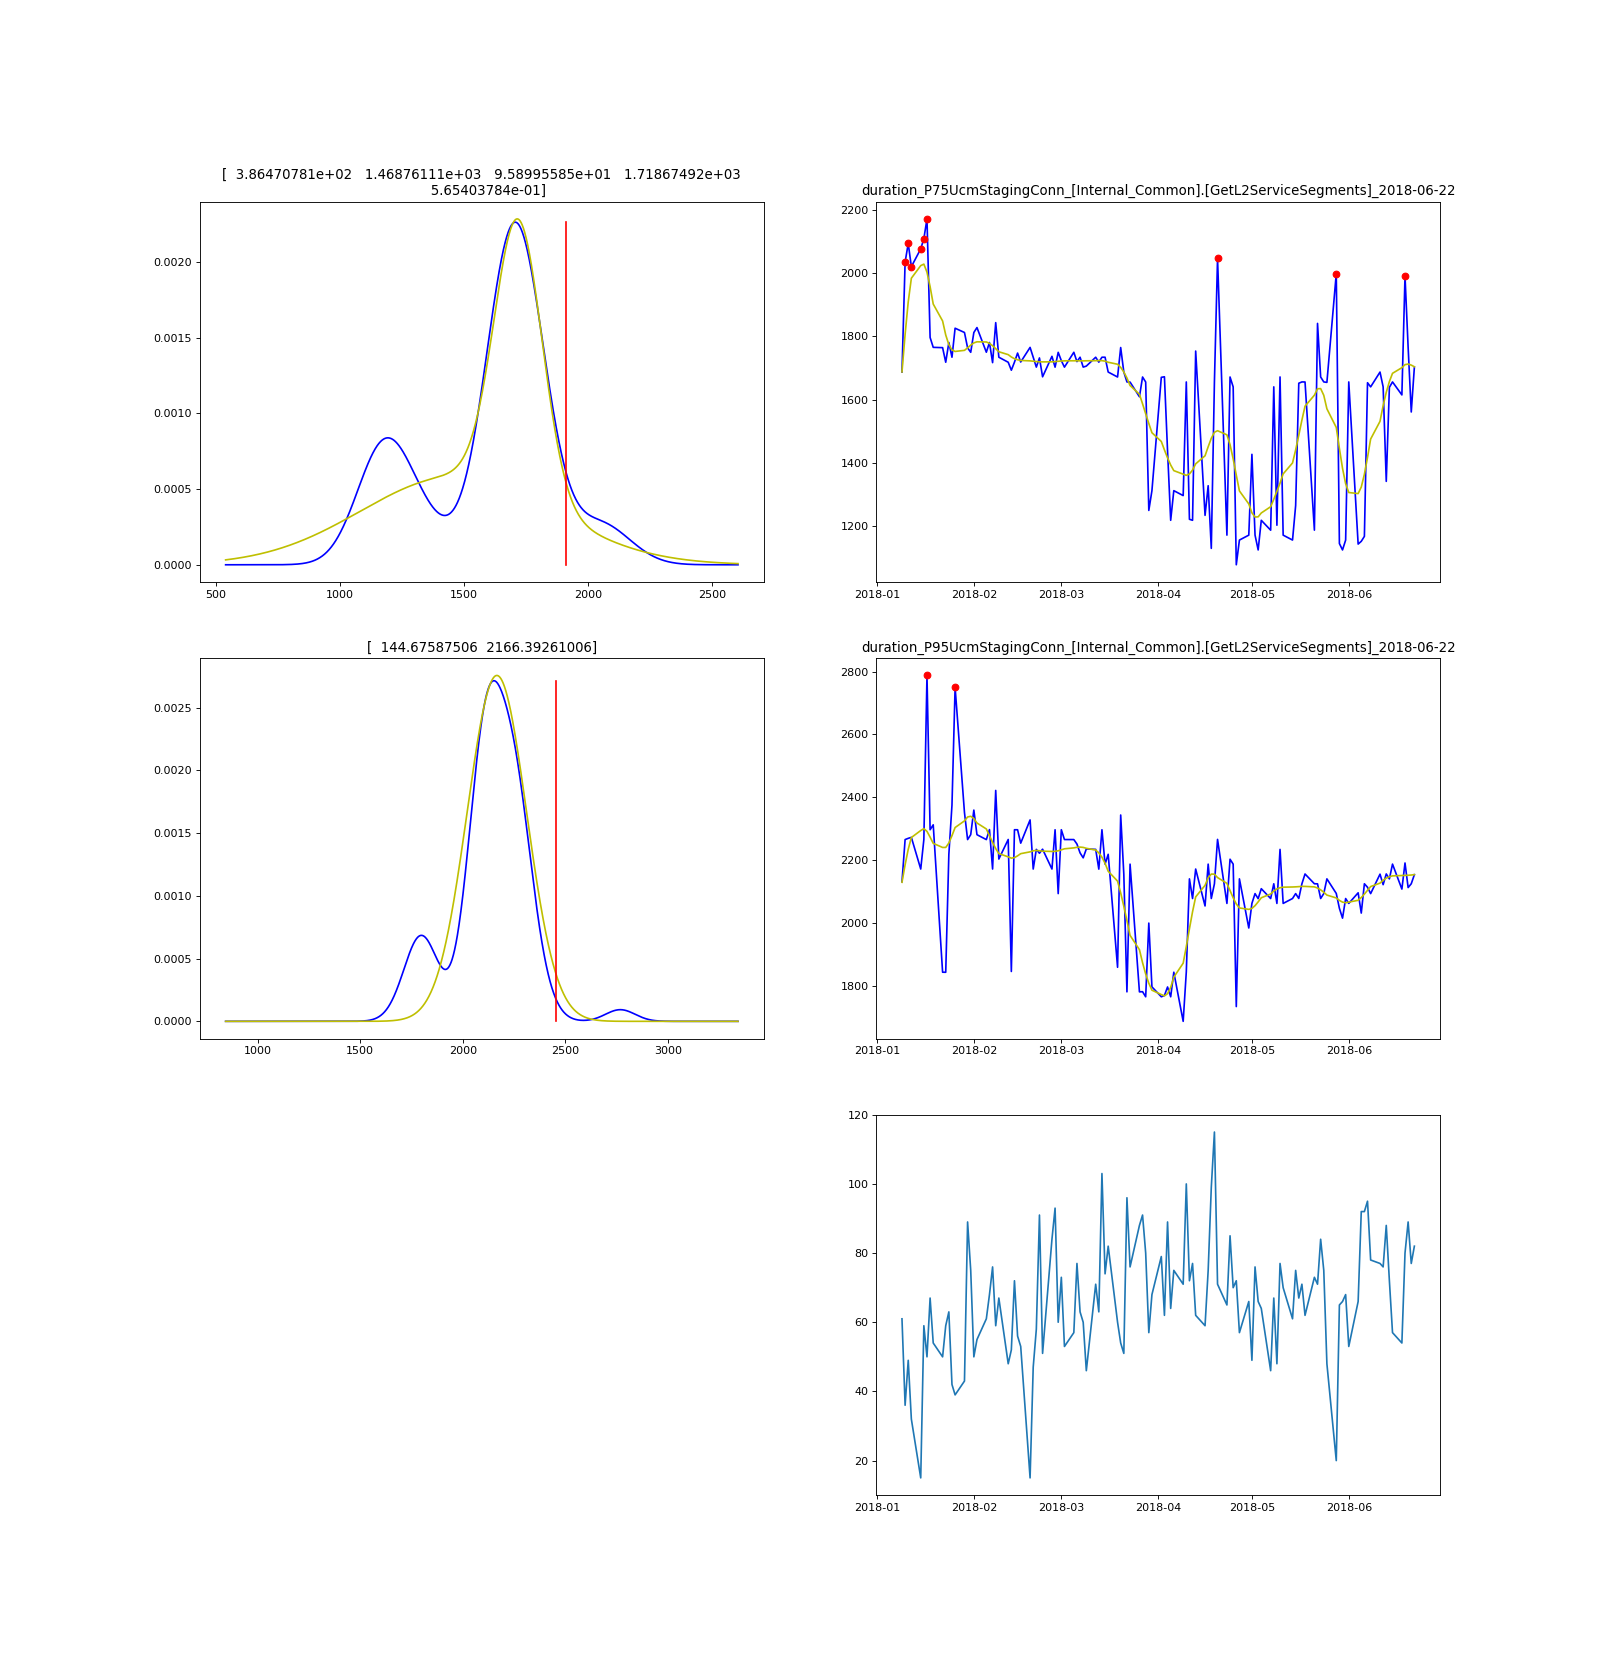 [  3.86470781e+02   1.46876111e+03   9.58995585e+01   1.71867492e+03
5.65403784e-01]
0.0020
0.0015
0.0010
0.0005
0.0000
500 1000 1500 2000 2500
duration_P75UcmStagingConn_[Internal_Common].[GetL2ServiceSegments]_2018-06-22
2200
2000
1800
1600
1400
1200
2018-01 2018-02 2018-03 2018-04 2018-05 2018-06
[  144.67587506  2166.39261006]
0.0025
0.0020
0.0015
0.0010
0.0005
0.0000
1000 1500 2000 2500 3000
duration_P95UcmStagingConn_[Internal_Common].[GetL2ServiceSegments]_2018-06-22
2800
2600
2400
2200
2000
1800
2018-01 2018-02 2018-03 2018-04 2018-05 2018-06
120
100
80
60
40
20
2018-01 2018-02 2018-03 2018-04 2018-05 2018-06